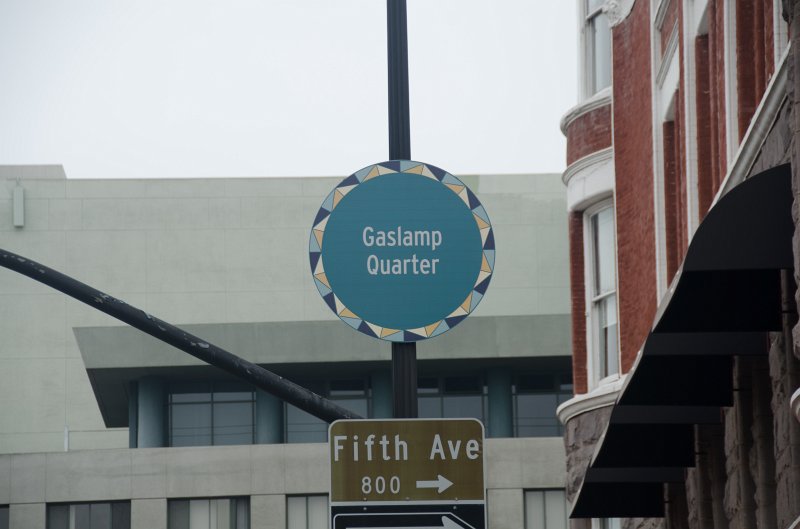 Gaslamp
Quarter
Fifth Ave
800 →